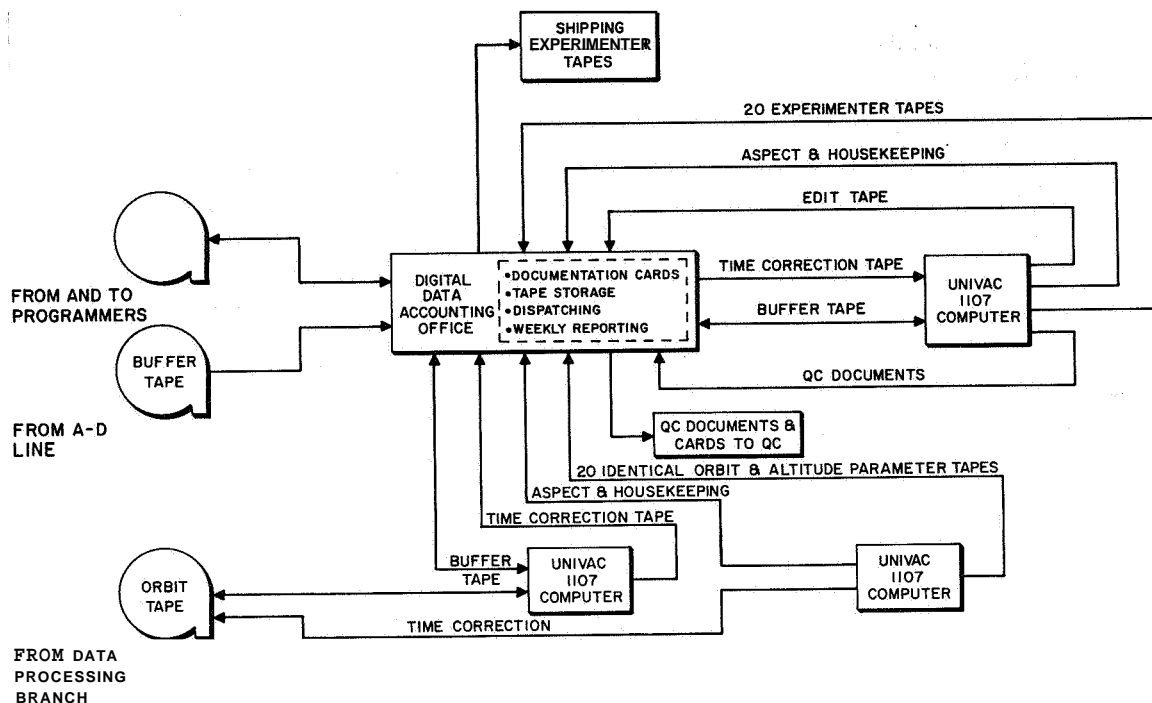 SHIPPING
EXPERIMENTER
TAPES
20 EXPERIMENTER TAPES
ASPECT & HOUSEKEEPING
EDIT TAPE
FROM AND TO
PROGRAMMERS
DIGITAL
DATA
ACCOUNTING
OFFICE
•DOCUMENTATION CARDS
•TAPE STORAGE
•DISPATCHING
•WEEKLY REPORTING
TIME CORRECTION TAPE
BUFFER TAPE
UNIVAC
1107
COMPUTER
BUFFER
TAPE
FROM A-D
LINE
QC DOCUMENTS
QC DOCUMENTS &
CARDS TO QC
20 IDENTICAL ORBIT & ALTITUDE PARAMETER TAPES
ASPECT & HOUSEKEEPING
TIME CORRECTION TAPE
BUFFER
TAPE
UNIVAC
1107
COMPUTER
UNIVAC
1107
COMPUTER
ORBIT
TAPE
TIME CORRECTION
FROM DATA
PROCESSING
BRANCH